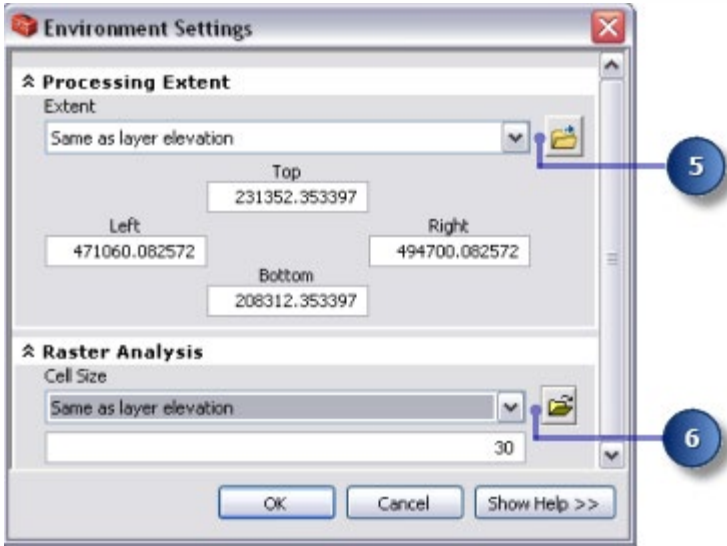 Environment Settings
Processing Extent
Extent
Same as layer elevation
5
Top
231352.353397
Left Right
471060.082572 494700.082572
Bottom
208312.353397
Raster Analysis
Cell Size
Same as layer elevation
6
30
OK Cancel Show Help >>